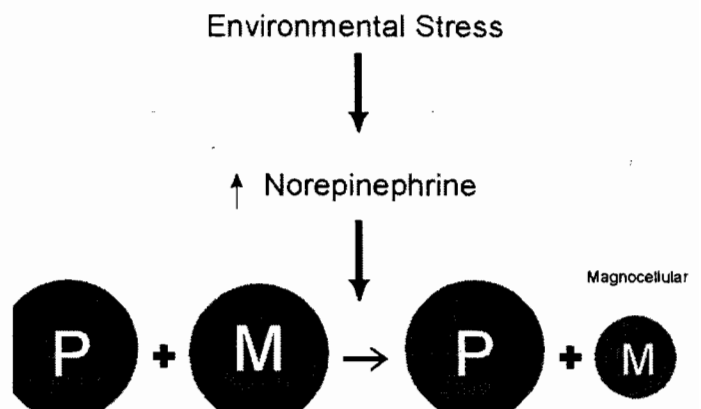 Environmental Stress
↑ Norepinephrine
Magnocellular
P + M → P + M